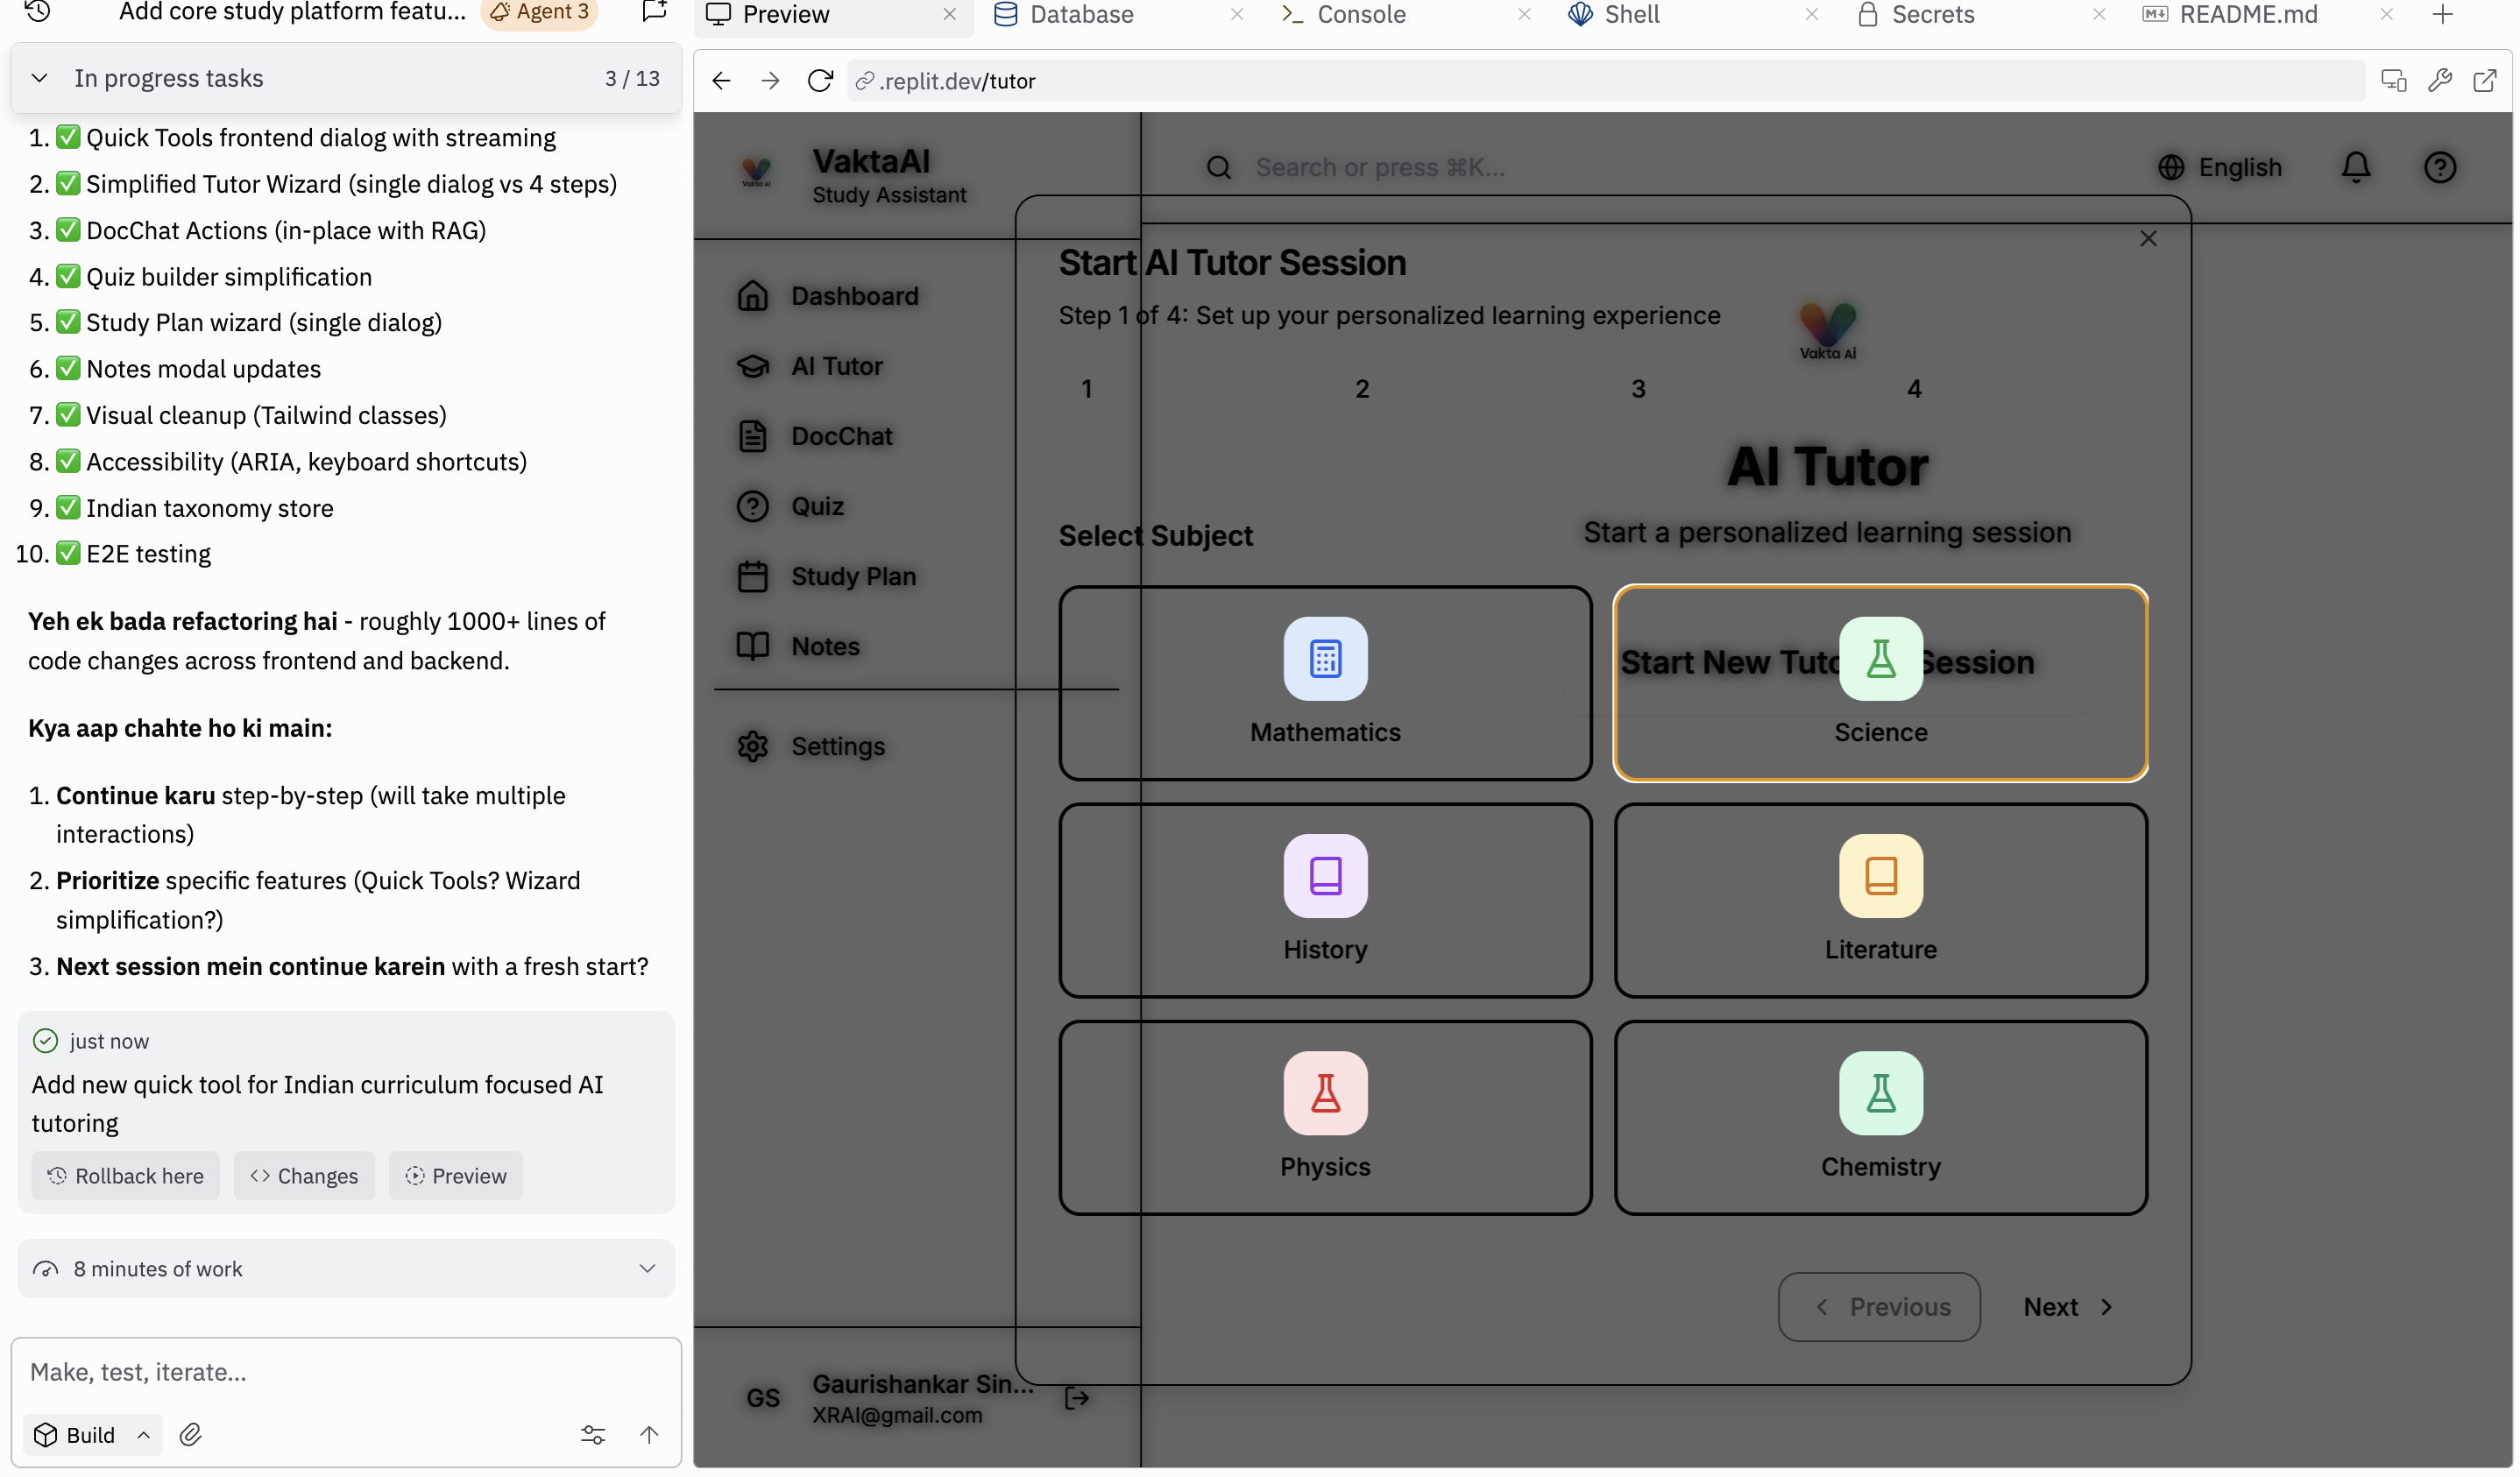 Add core study platform featu...
Agent 3
In progress tasks
3 / 13
1. ✅ Quick Tools frontend dialog with streaming
2. ✅ Simplified Tutor Wizard (single dialog vs 4 steps)
3. ✅ DocChat Actions (in-place with RAG)
4. ✅ Quiz builder simplification
5. ✅ Study Plan wizard (single dialog)
6. ✅ Notes modal updates
7. ✅ Visual cleanup (Tailwind classes)
8. ✅ Accessibility (ARIA, keyboard shortcuts)
9. ✅ Indian taxonomy store
10. ✅ E2E testing
Yeh ek bada refactoring hai - roughly 1000+ lines of
code changes across frontend and backend.
Kya aap chahte ho ki main:
1. Continue karu step-by-step (will take multiple
interactions)
2. Prioritize specific features (Quick Tools? Wizard
simplification?)
3. Next session mein continue karein with a fresh start?
just now
Add new quick tool for Indian curriculum focused AI
tutoring
Rollback here
Changes
Preview
8 minutes of work
Make, test, iterate...
Build
Preview
Database
Console
Shell
Secrets
README.md
.replit.dev/tutor
Vakta Ai
VaktaAI
Study Assistant
Search or press ⌘K...
English
Dashboard
AI Tutor
DocChat
Quiz
Study Plan
Notes
Settings
GS
Gaurishankar Sin...
XRAI@gmail.com
Start AI Tutor Session
Step 1 of 4: Set up your personalized learning experience
Vakta Ai
1
2
3
4
AI Tutor
Start a personalized learning session
Select Subject
Start New Tuto Session
Mathematics
Science
History
Literature
Physics
Chemistry
Previous
Next